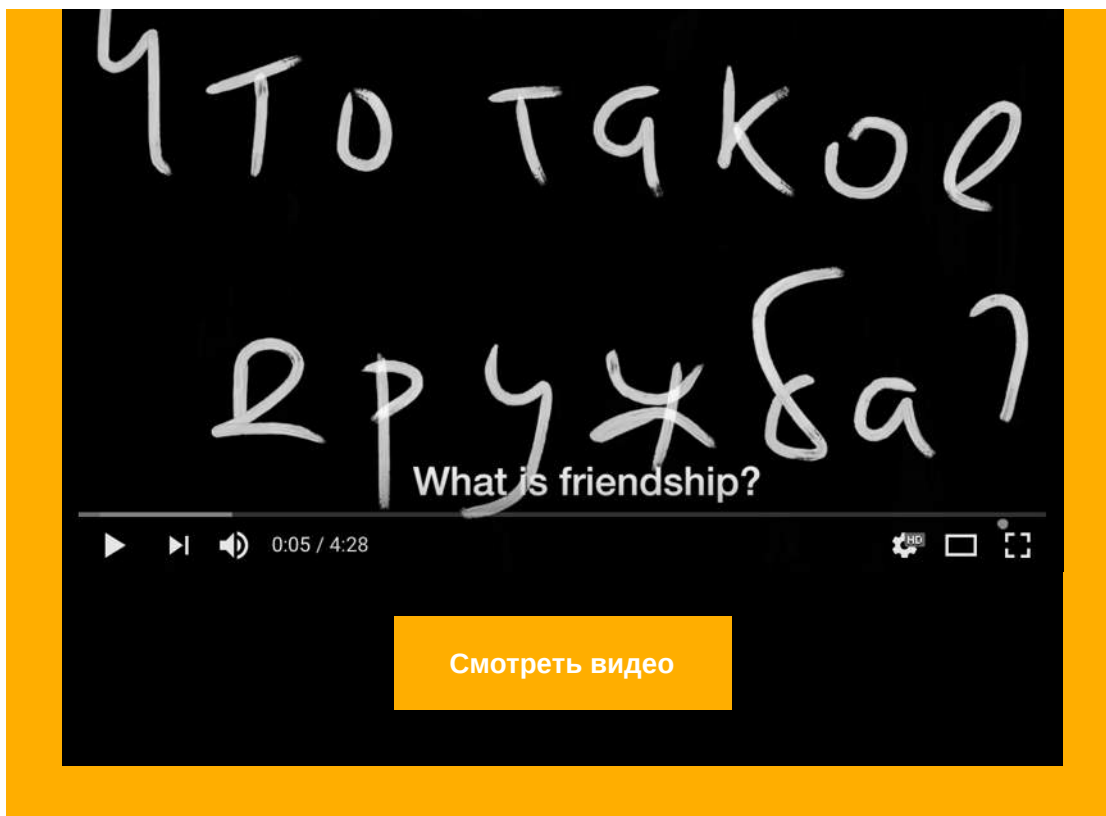 Что такое
дружба?
What is friendship?
0:05 / 4:28
HD
Смотреть видео